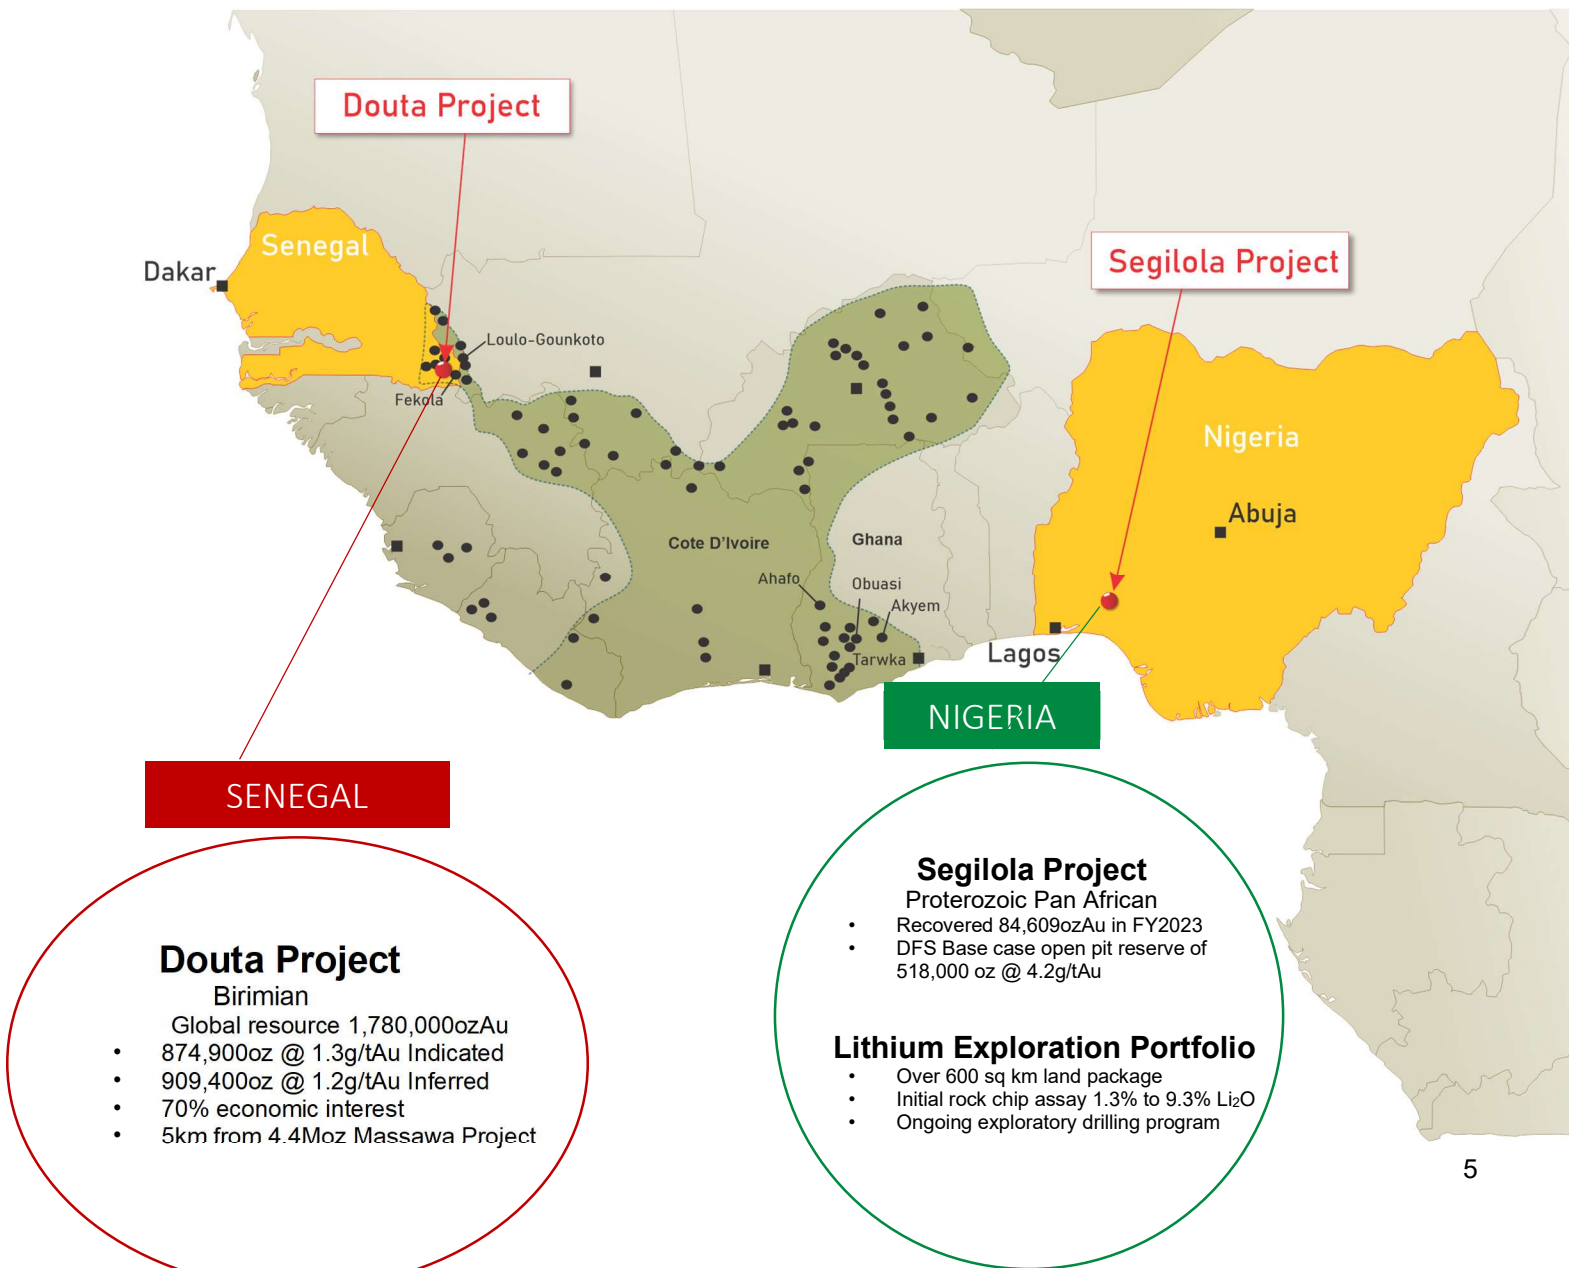 Douta Project
Segilola Project
Senegal
Dakar
Loulo-Gounkoto
Fekola
Nigeria
Abuja
Cote D'Ivoire
Ghana
Ahafo
Obuasi
Akyem
Tarwka
Lagos
NIGERIA
SENEGAL
Douta Project
Birimian
Global resource 1,780,000ozAu
• 874,900oz @ 1.3g/tAu Indicated
• 909,400oz @ 1.2g/tAu Inferred
• 70% economic interest
• 5km from 4.4Moz Massawa Project
Segilola Project
Proterozoic Pan African
• Recovered 84,609ozAu in FY2023
• DFS Base case open pit reserve of
518,000 oz @ 4.2g/tAu
Lithium Exploration Portfolio
• Over 600 sq km land package
• Initial rock chip assay 1.3% to 9.3% Li₂O
• Ongoing exploratory drilling program
5